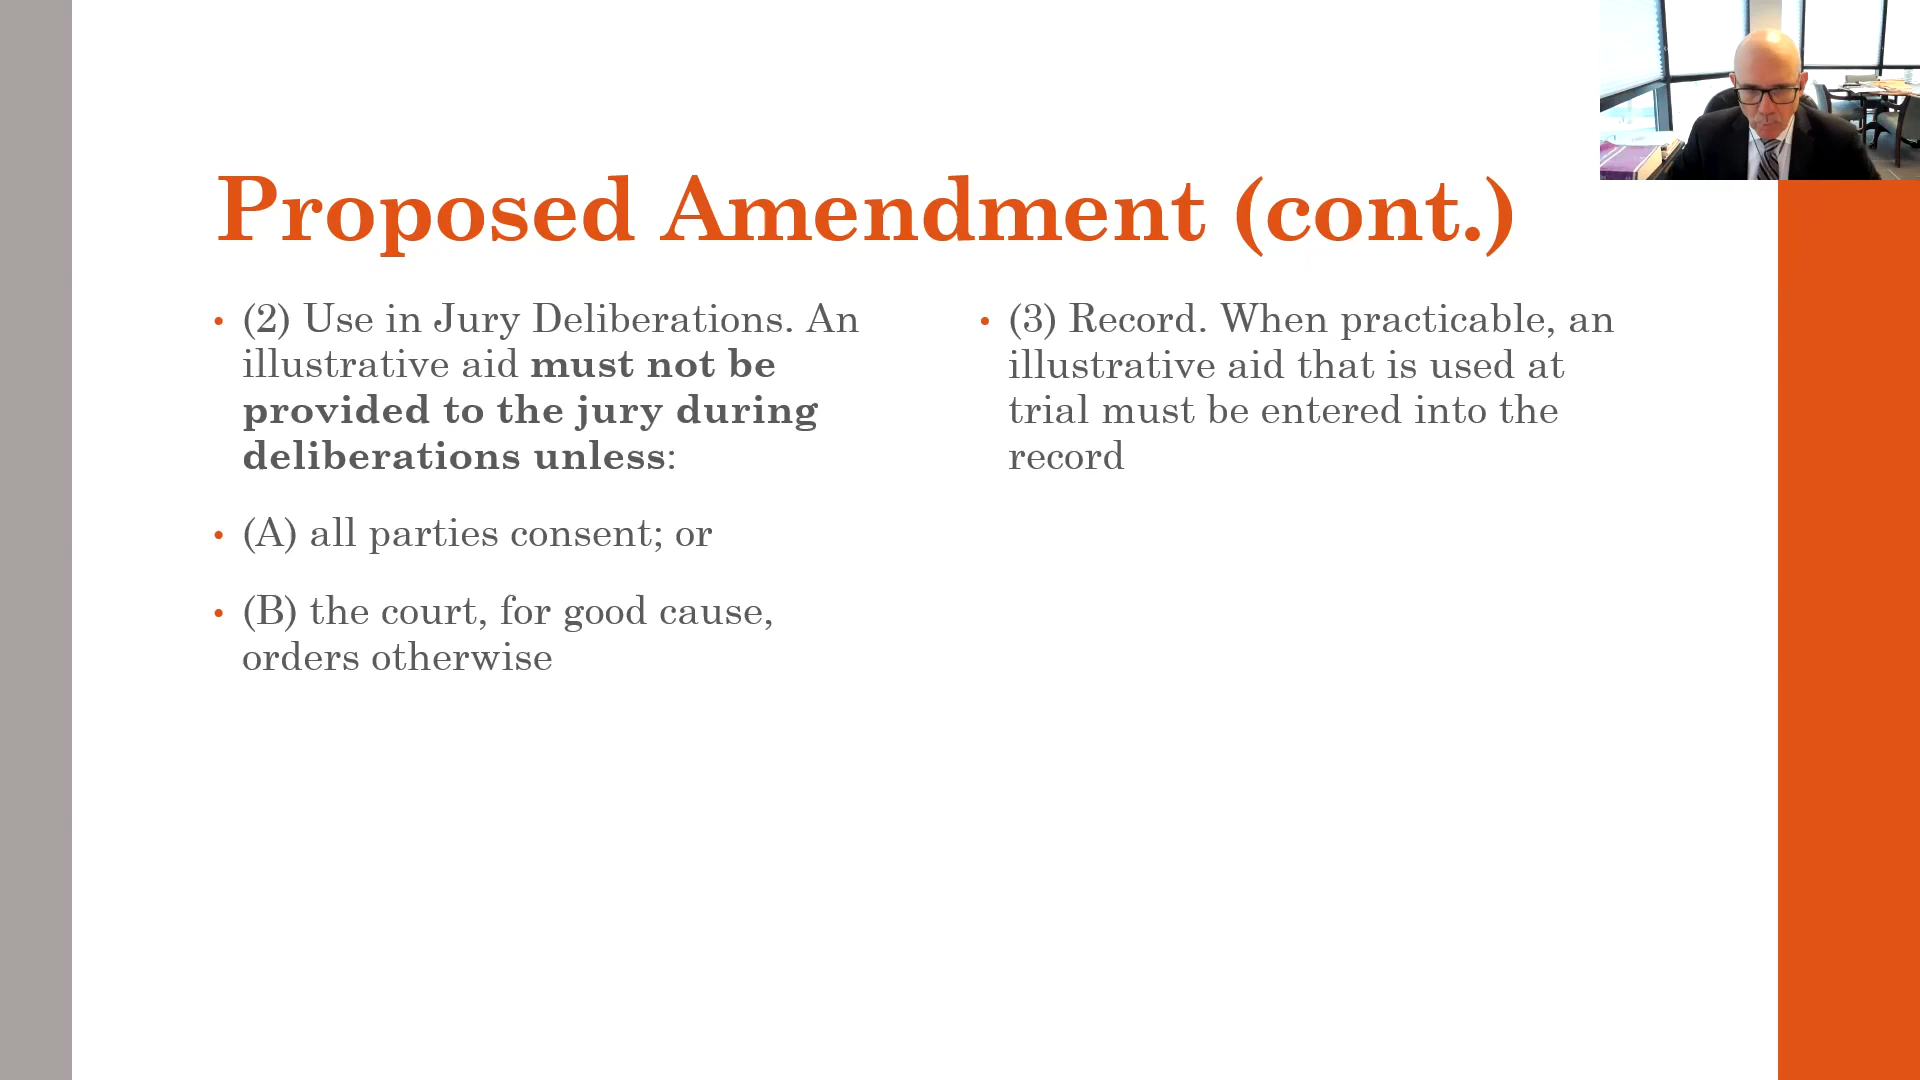 Proposed Amendment (cont.)
• (2) Use in Jury Deliberations. An
illustrative aid must not be
provided to the jury during
deliberations unless:
• (A) all parties consent; or
• (B) the court, for good cause,
orders otherwise
• (3) Record. When practicable, an
illustrative aid that is used at
trial must be entered into the
record